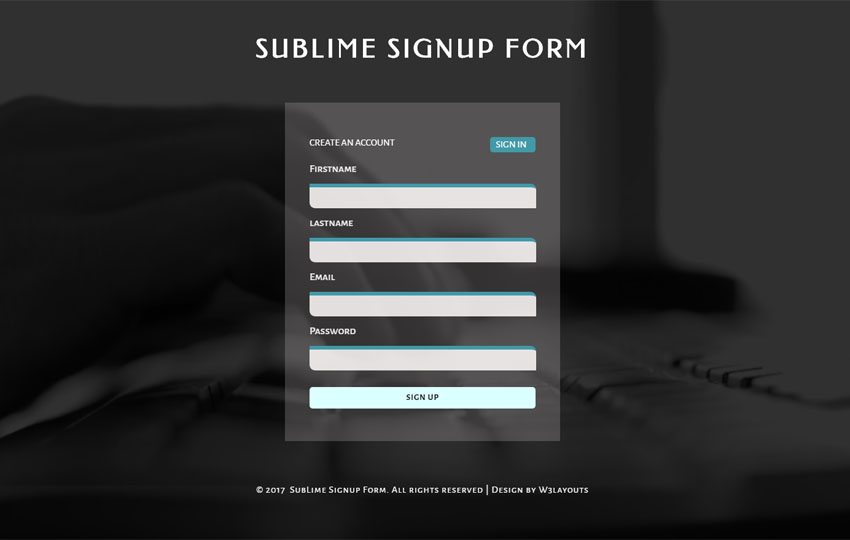 SUBLIME SIGNUP FORM
CREATE AN ACCOUNT
SIGN IN
Firstname
lastname
Email
Password
SIGN UP
© 2017 SubLime Signup Form. All rights reserved | Design by W3layouts